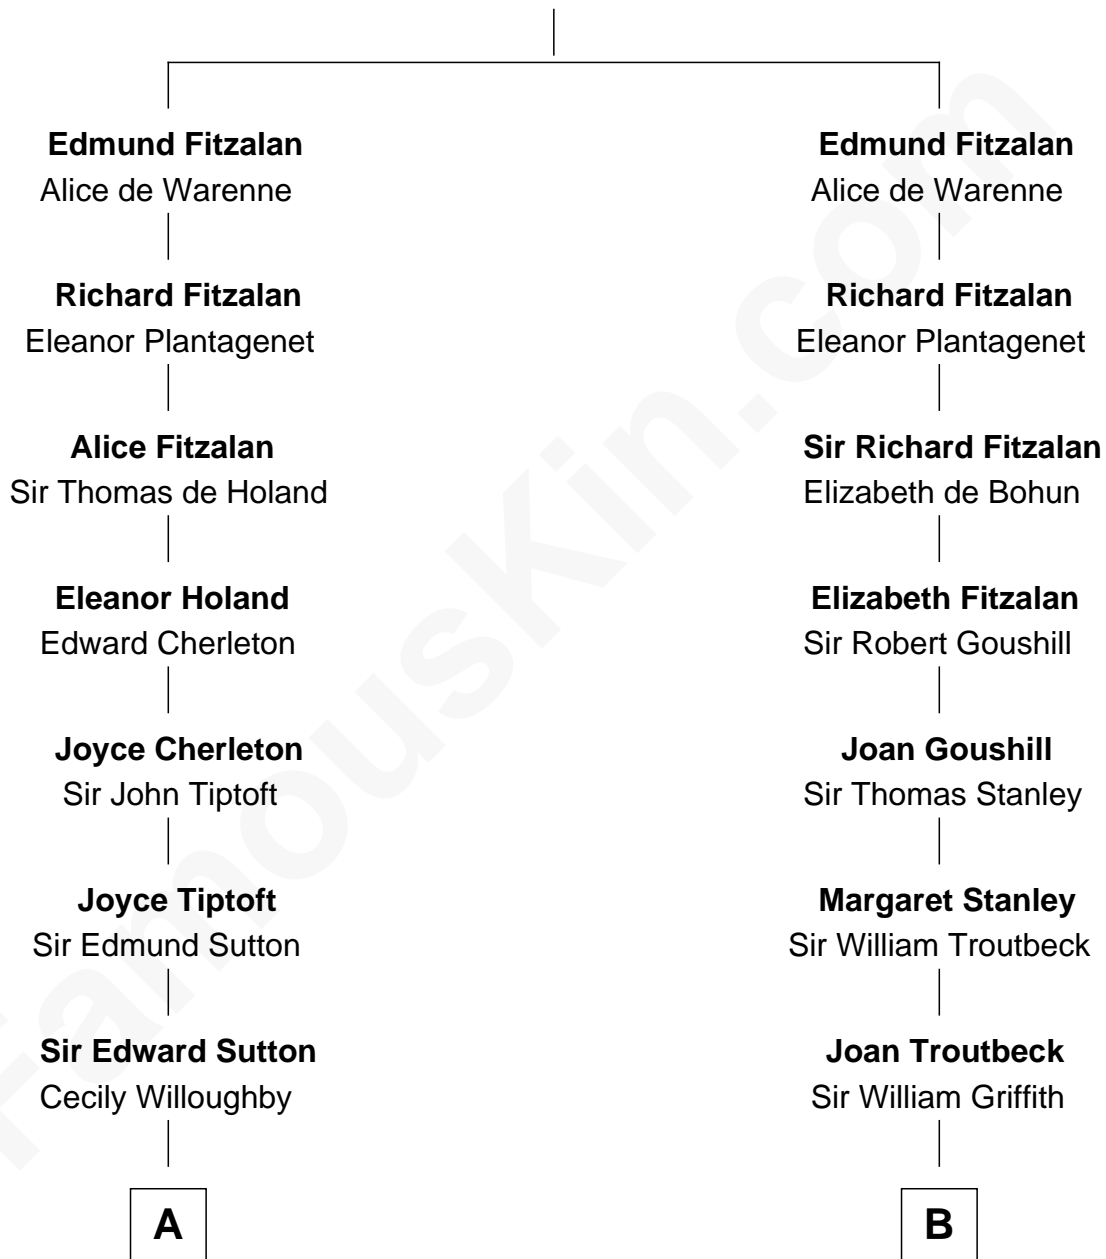 Edmund Fitzalan
Alice de Warenne
Richard Fitzalan
Eleanor Plantagenet
Alice Fitzalan
Sir Thomas de Holand
Eleanor Holand
Edward Cherleton
Joyce Cherleton
Sir John Tiptoft
Joyce Tiptoft
Sir Edmund Sutton
Sir Edward Sutton
Cecily Willoughby
A
Edmund Fitzalan
Alice de Warenne
Richard Fitzalan
Eleanor Plantagenet
Sir Richard Fitzalan
Elizabeth de Bohun
Elizabeth Fitzalan
Sir Robert Goushill
Joan Goushill
Sir Thomas Stanley
Margaret Stanley
Sir William Troutbeck
Joan Troutbeck
Sir William Griffith
B
FamousKin.com